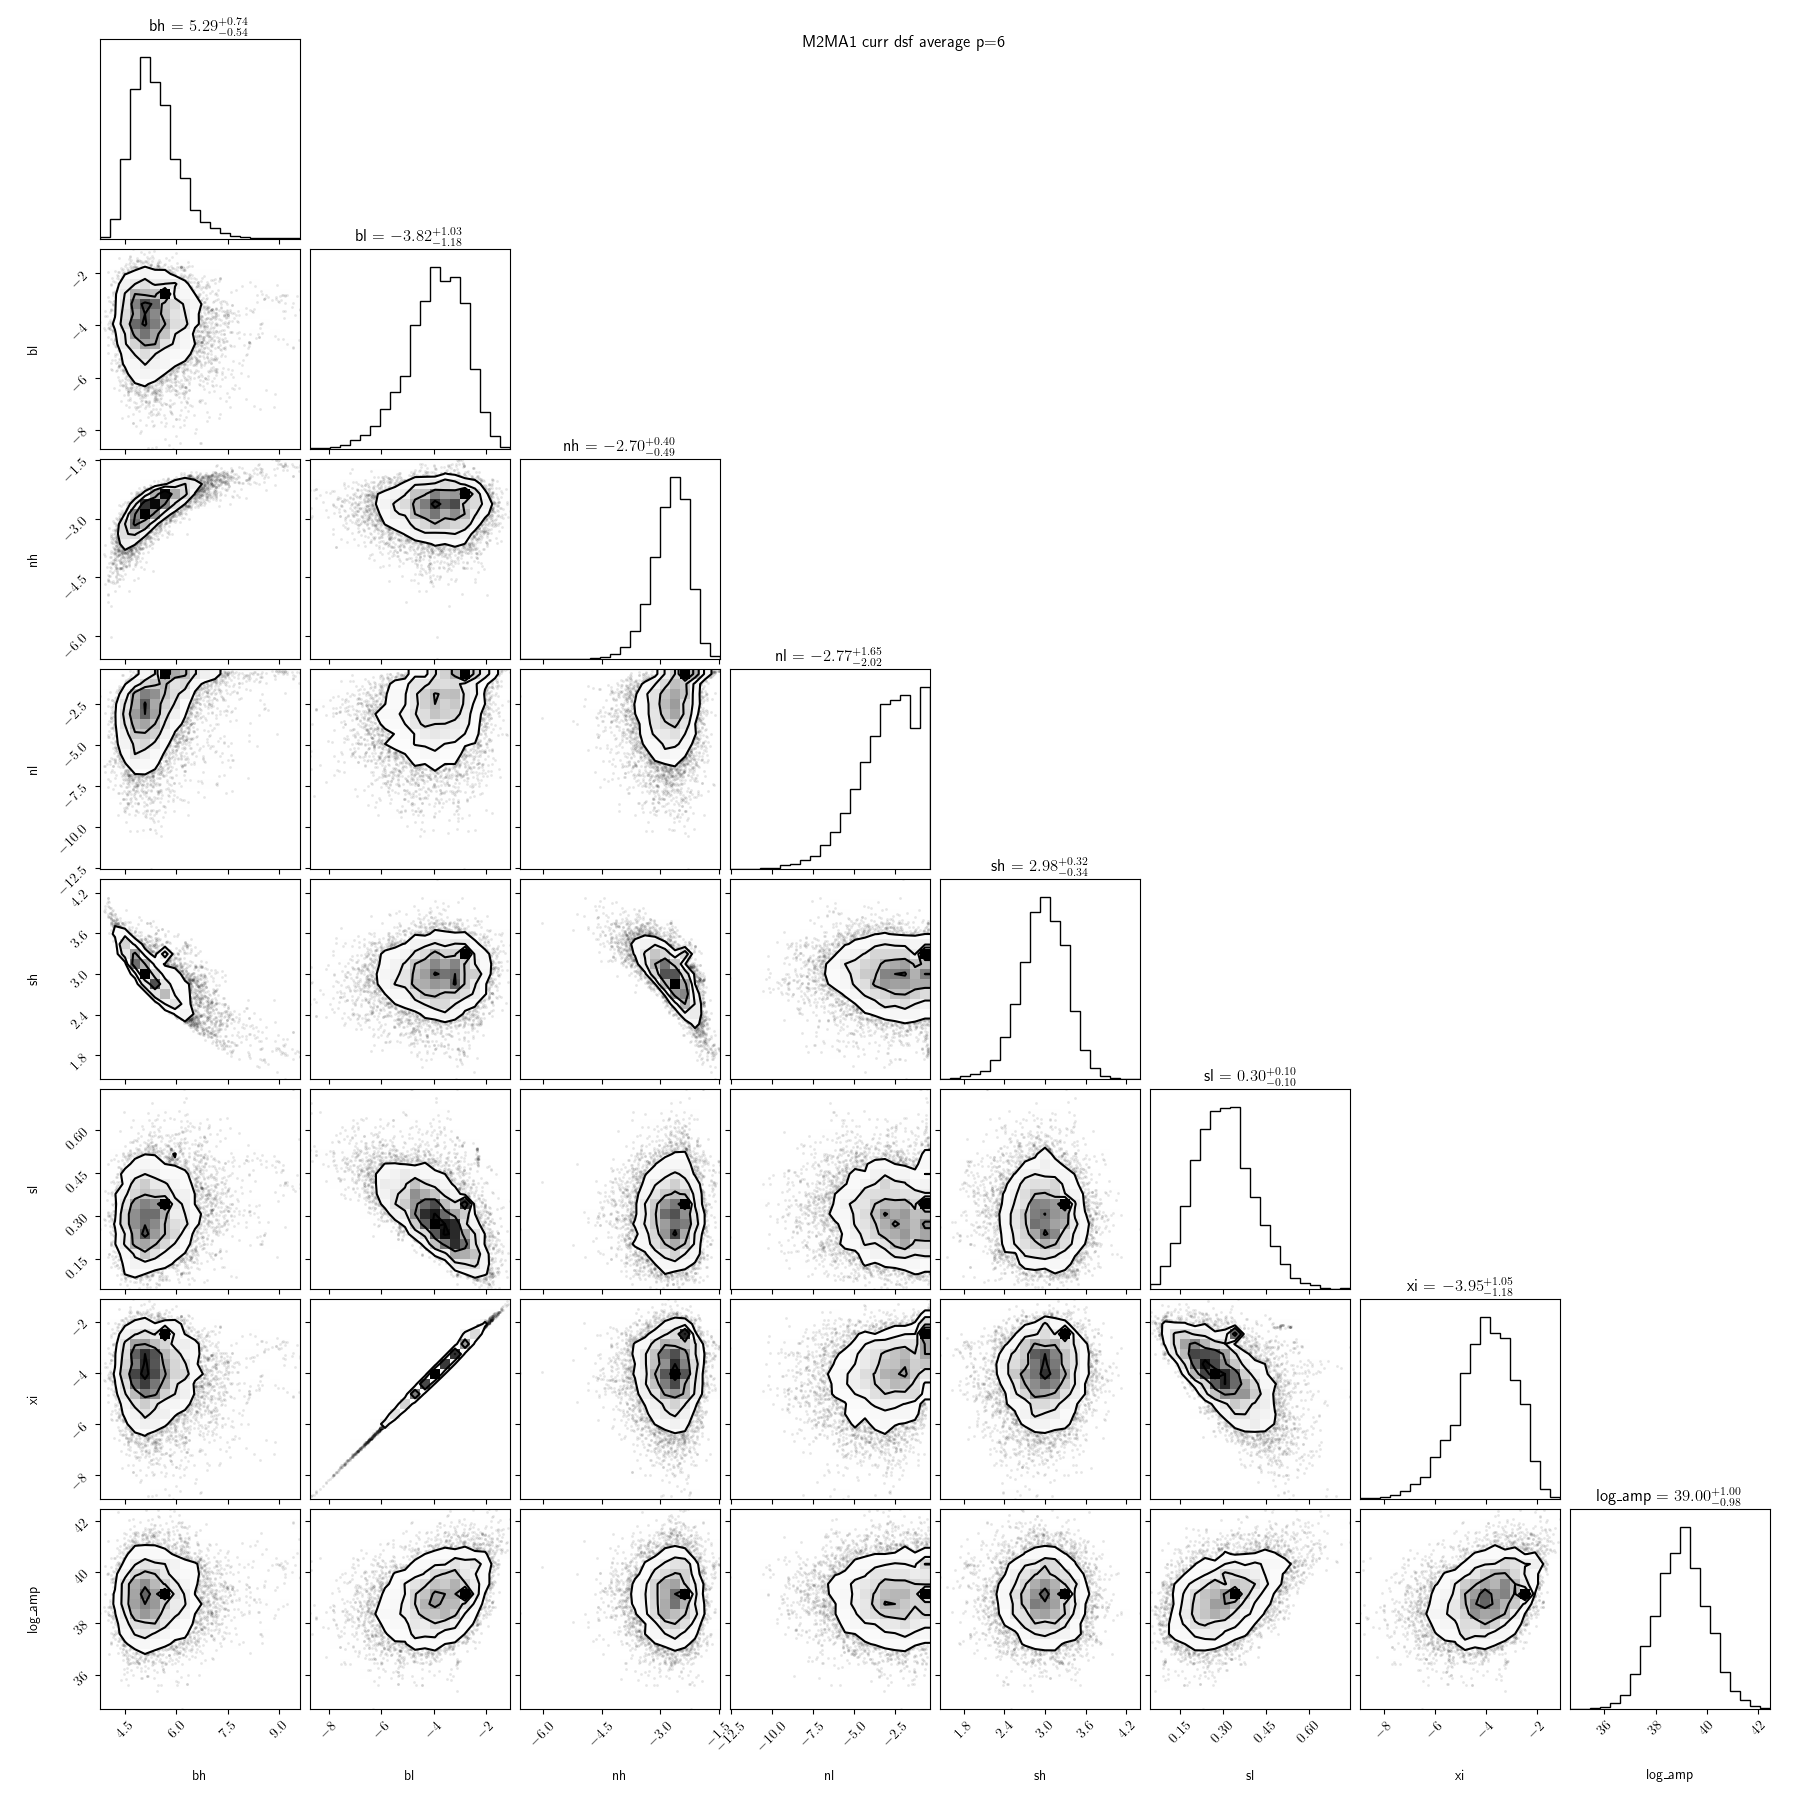 bh = 5.29^{+0.74}_{-0.54}
M2MA1 curr dsf average p=6
bl = −3.82^{+1.03}_{-1.18}
−2
−4
−6
−8
bl
nh = −2.70^{+0.40}_{-0.49}
−1.5
−3.0
−4.5
−6.0
nh
nl = −2.77^{+1.65}_{-2.02}
−2.5
−5.0
−7.5
−10.0
−12.5
nl
sh = 2.98^{+0.32}_{-0.34}
4.2
3.6
3.0
2.4
1.8
sh
sl = 0.30^{+0.10}_{-0.10}
0.60
0.45
0.30
0.15
sl
xi = −3.95^{+1.05}_{-1.18}
−2
−4
−6
−8
xi
log_amp = 39.00^{+1.00}_{-0.98}
42
40
38
36
log_amp
4.5 6.0 7.5 9.0
−8 −6 −4 −2
−6.0 −4.5 −3.0 −1.5
−12.5 −10.0 −7.5 −5.0 −2.5
1.8 2.4 3.0 3.6 4.2
0.15 0.30 0.45 0.60
−8 −6 −4 −2
36 38 40 42
bh bl nh nl sh sl xi log_amp